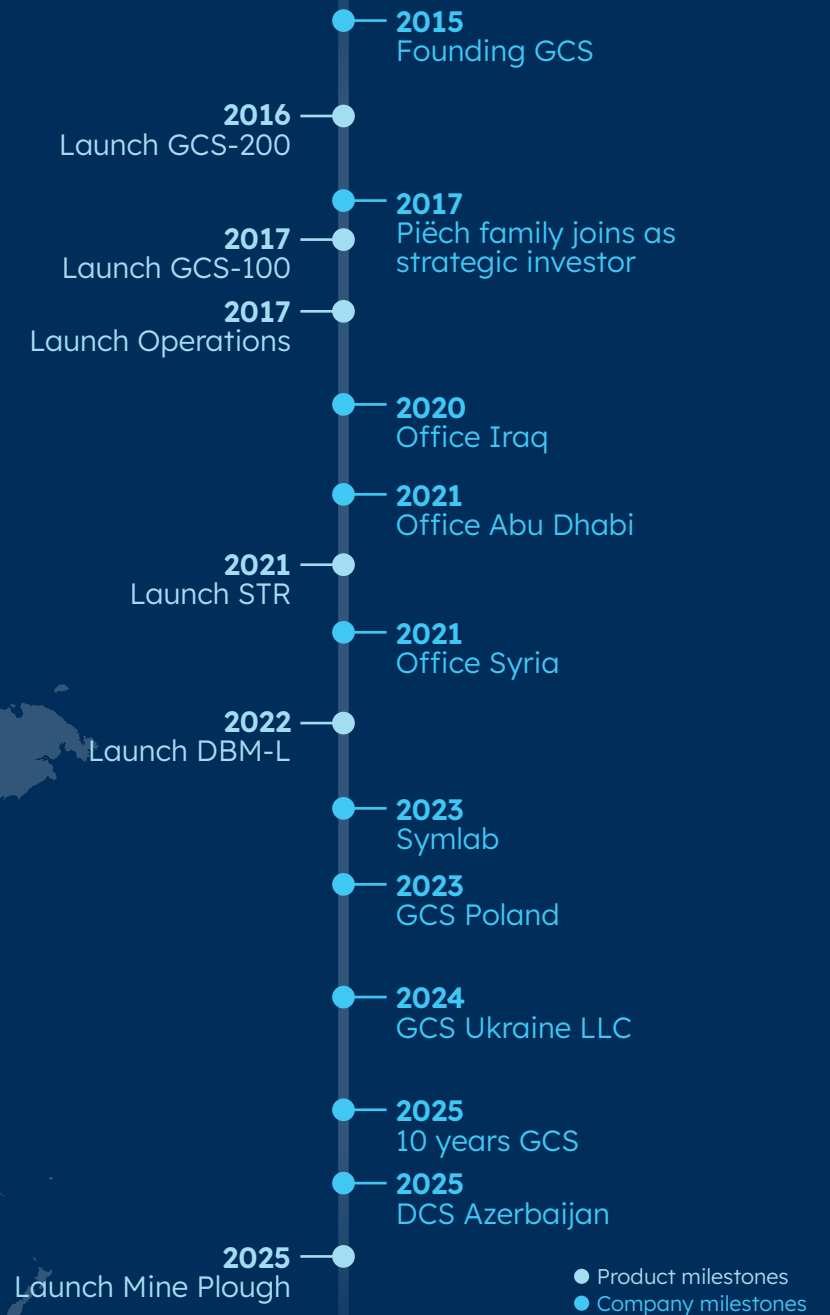 2015
Founding GCS
2016
Launch GCS-200
2017
Piëch family joins as
strategic investor
2017
Launch GCS-100
2017
Launch Operations
2020
Office Iraq
2021
Office Abu Dhabi
2021
Launch STR
2021
Office Syria
2022
Launch DBM-L
2023
Symlab
2023
GCS Poland
2024
GCS Ukraine LLC
2025
10 years GCS
2025
DCS Azerbaijan
2025
Launch Mine Plough
Product milestones
Company milestones